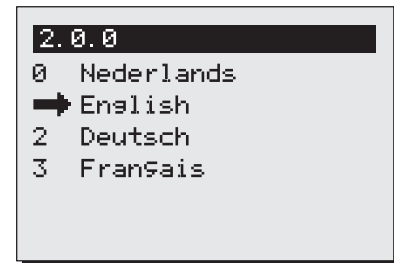 2.0.0
0 Nederlands
➡ English
2 Deutsch
3 Français